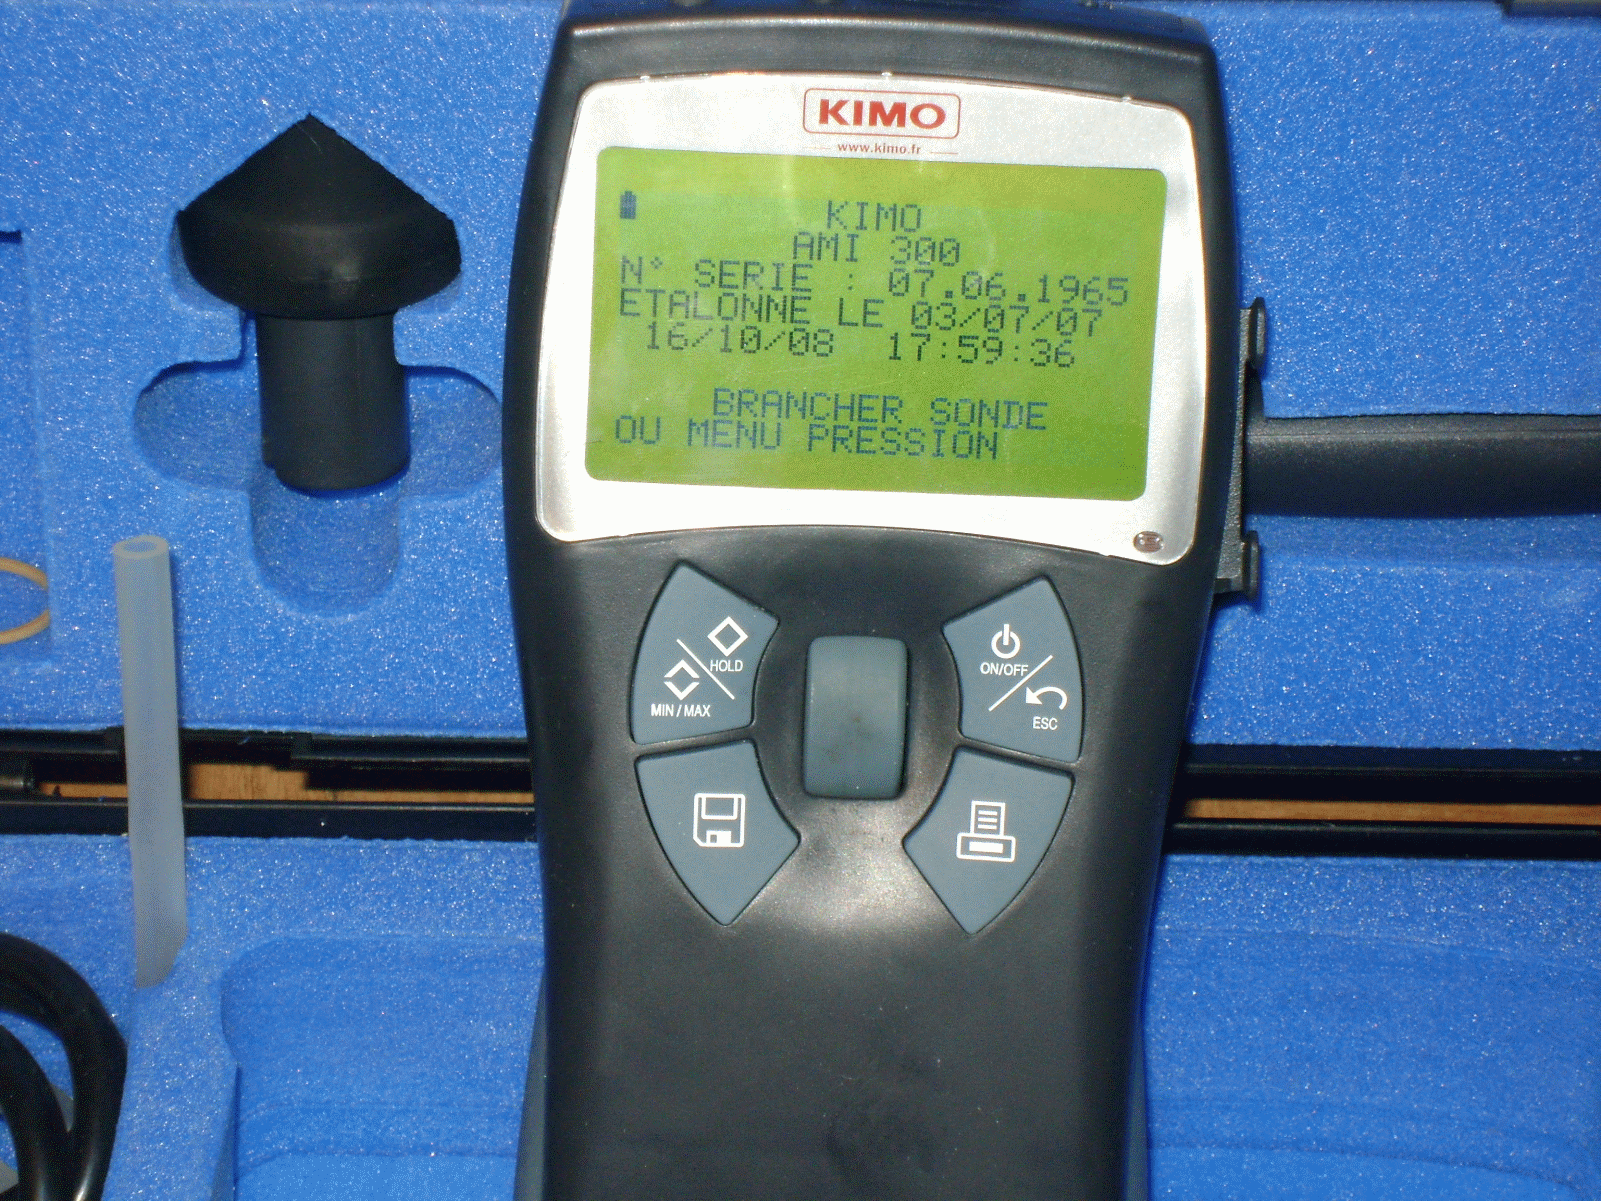 KIMO
www.kimo.fr
KIMO
AMI 300
N° SERIE : 07.06.1965
ETALONNE LE 03/07/07
16/10/08 17:59:36
BRANCHER SONDE
OU MENU PRESSION
HOLD
MIN / MAX
ON/OFF
ESC